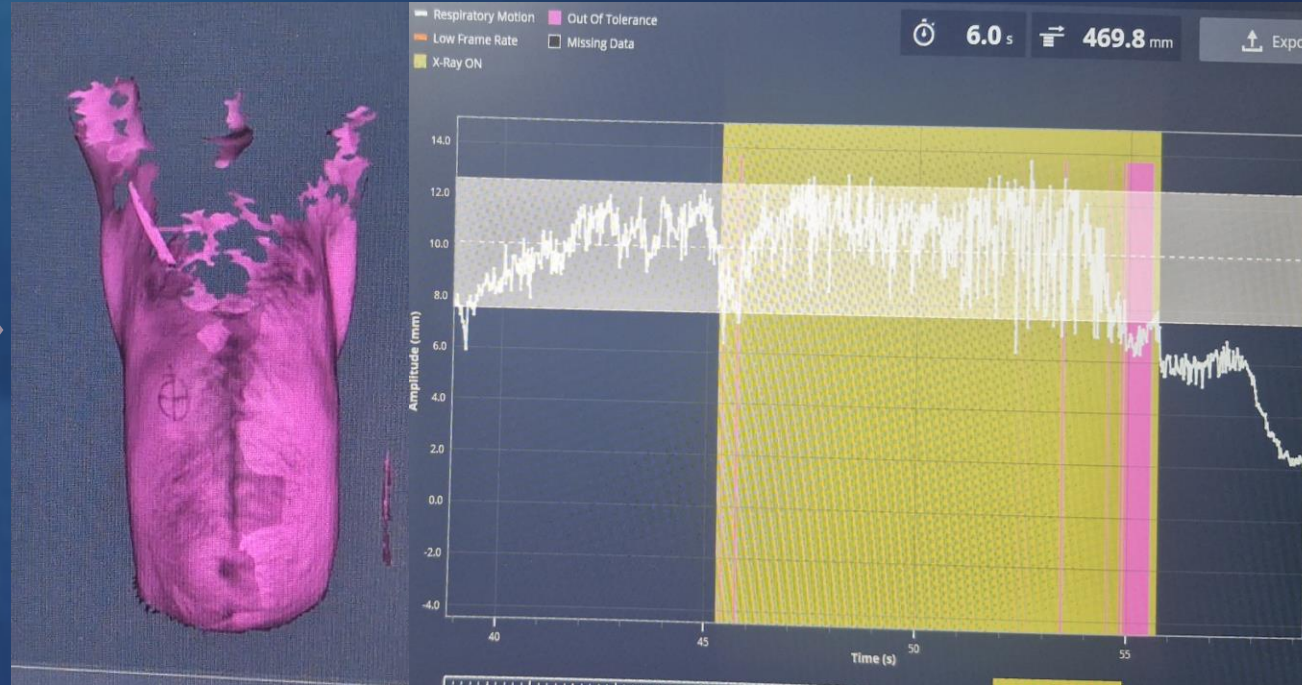 Respiratory Motion
Out Of Tolerance
Low Frame Rate
Missing Data
X-Ray ON
6.0 s
469.8 mm
14.0
12.0
10.0
8.0
6.0
4.0
2.0
0.0
-2.0
-4.0
Amplitude (mm)
40
45
50
55
Time (s)